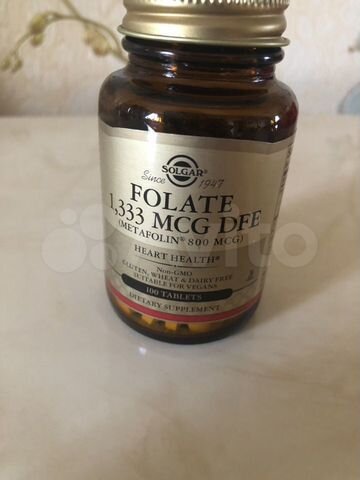 SOLGAR®
Since 1947
FOLATE
1,333 MCG DFE
(METAFOLIN® 800 MCG)
HEART HEALTH*
Non-GMO
GLUTEN, WHEAT & DAIRY FREE
SUITABLE FOR VEGANS
100 TABLETS
DIETARY SUPPLEMENT
Avito